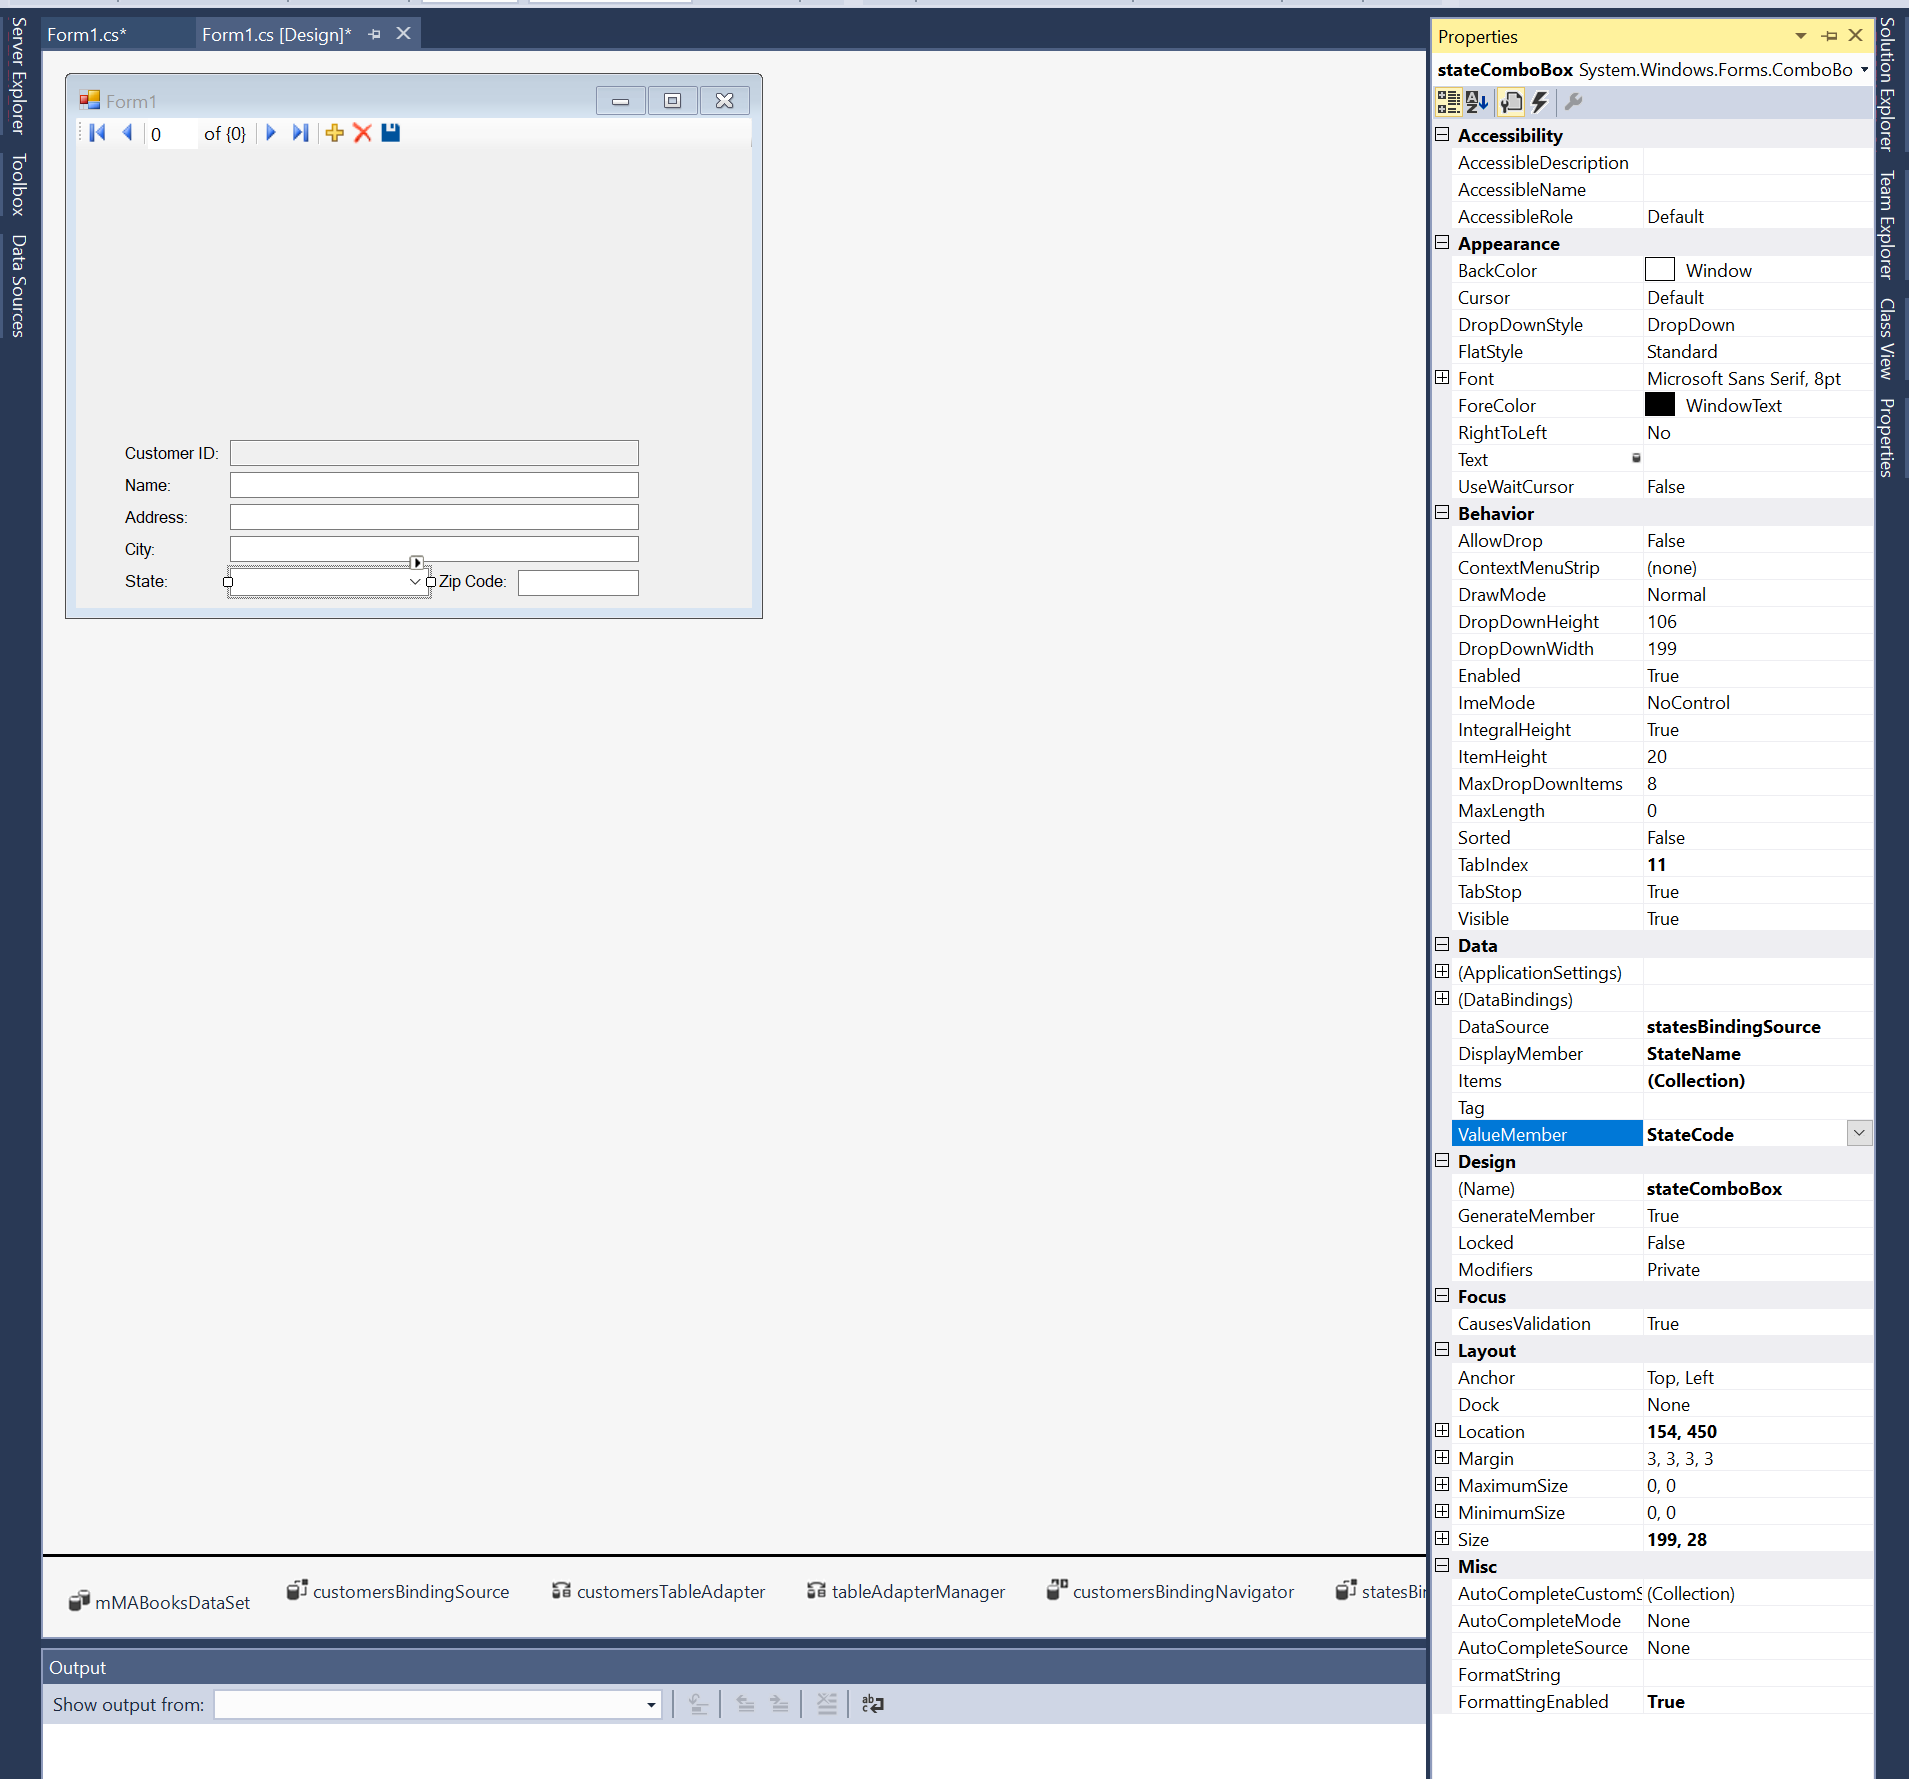 Server Explorer
Toolbox
Data Sources
Form1.cs*
Form1.cs [Design]*
Form1
0
of {0}
Customer ID:
Name:
Address:
City:
State:
Zip Code:
mMABooksDataSet
customersBindingSource
customersTableAdapter
tableAdapterManager
customersBindingNavigator
statesBin
Output
Show output from:
Properties
stateComboBox System.Windows.Forms.ComboBo
Accessibility
AccessibleDescription
AccessibleName
AccessibleRole Default
Appearance
BackColor Window
Cursor Default
DropDownStyle DropDown
FlatStyle Standard
Font Microsoft Sans Serif, 8pt
ForeColor WindowText
RightToLeft No
Text
UseWaitCursor False
Behavior
AllowDrop False
ContextMenuStrip (none)
DrawMode Normal
DropDownHeight 106
DropDownWidth 199
Enabled True
ImeMode NoControl
IntegralHeight True
ItemHeight 20
MaxDropDownItems 8
MaxLength 0
Sorted False
TabIndex 11
TabStop True
Visible True
Data
(ApplicationSettings)
(DataBindings)
DataSource statesBindingSource
DisplayMember StateName
Items (Collection)
Tag
ValueMember StateCode
Design
(Name) stateComboBox
GenerateMember True
Locked False
Modifiers Private
Focus
CausesValidation True
Layout
Anchor Top, Left
Dock None
Location 154, 450
Margin 3, 3, 3, 3
MaximumSize 0, 0
MinimumSize 0, 0
Size 199, 28
Misc
AutoCompleteCustomS (Collection)
AutoCompleteMode None
AutoCompleteSource None
FormatString
FormattingEnabled True
Solution Explorer
Team Explorer
Class View
Properties